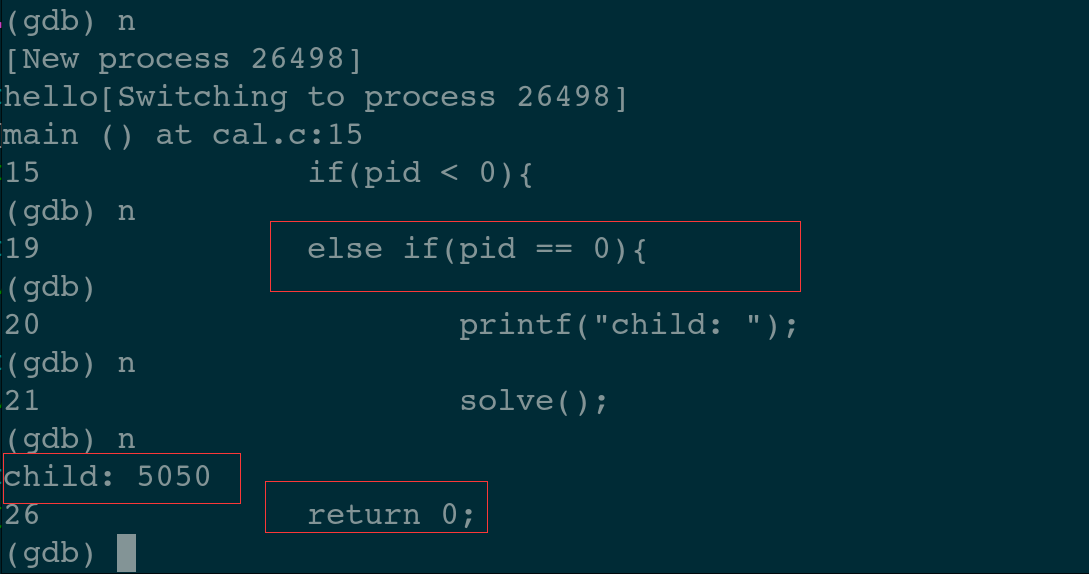 (gdb) n
[New process 26498]
hello[Switching to process 26498]
main () at cal.c:15
15 if(pid < 0){
(gdb) n
19 else if(pid == 0){
(gdb)
20 printf("child: ");
(gdb) n
21 solve();
(gdb) n
child: 5050
26 return 0;
(gdb)